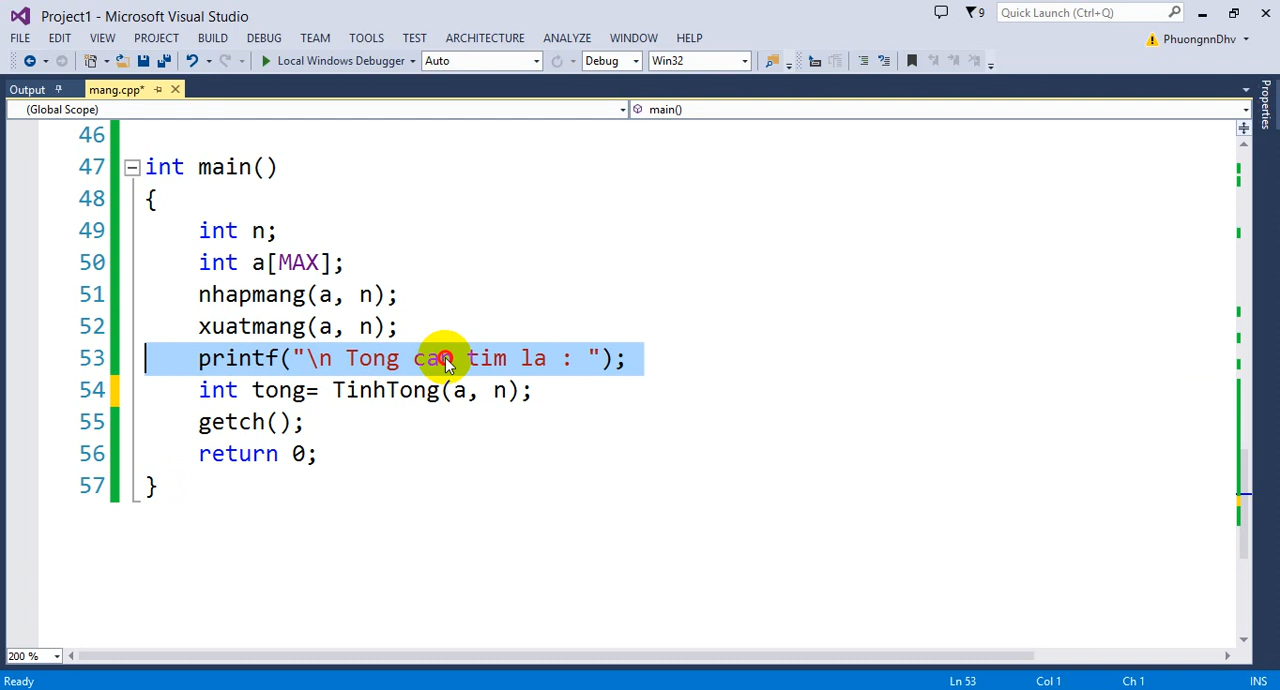 Project1 - Microsoft Visual Studio
9
Quick Launch (Ctrl+Q)
FILE EDIT VIEW PROJECT BUILD DEBUG TEAM TOOLS TEST ARCHITECTURE ANALYZE WINDOW HELP
PhuongnnDhv
Local Windows Debugger Auto Debug Win32
Output mang.cpp*
Properties
(Global Scope) main()
46
47 int main()
48 {
49 int n;
50 int a[MAX];
51 nhapmang(a, n);
52 xuatmang(a, n);
53 printf("\n Tong can tim la : ");
54 int tong= TinhTong(a, n);
55 getch();
56 return 0;
57 }
200 %
Ready Ln 53 Col 1 Ch 1 INS